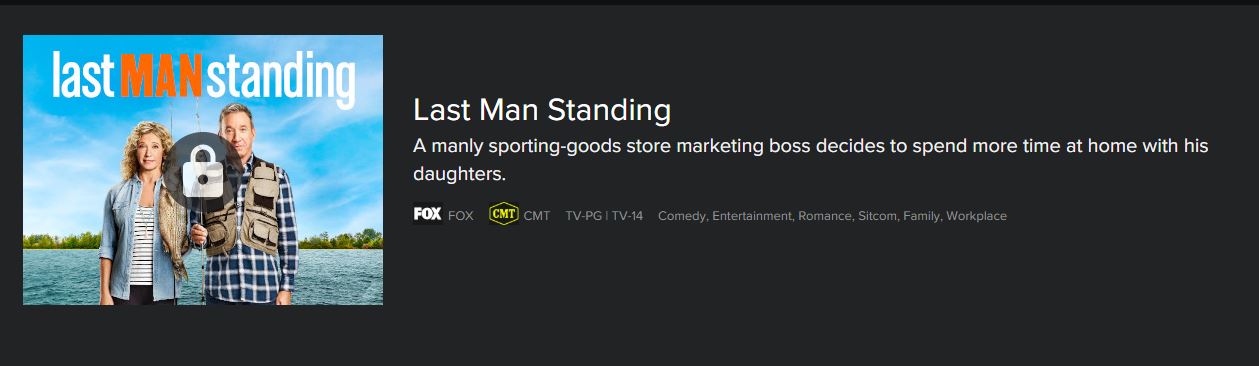 last MAN standing
Last Man Standing
A manly sporting-goods store marketing boss decides to spend more time at home with his
daughters.
FOX FOX CMT CMT TV-PG | TV-14 Comedy, Entertainment, Romance, Sitcom, Family, Workplace